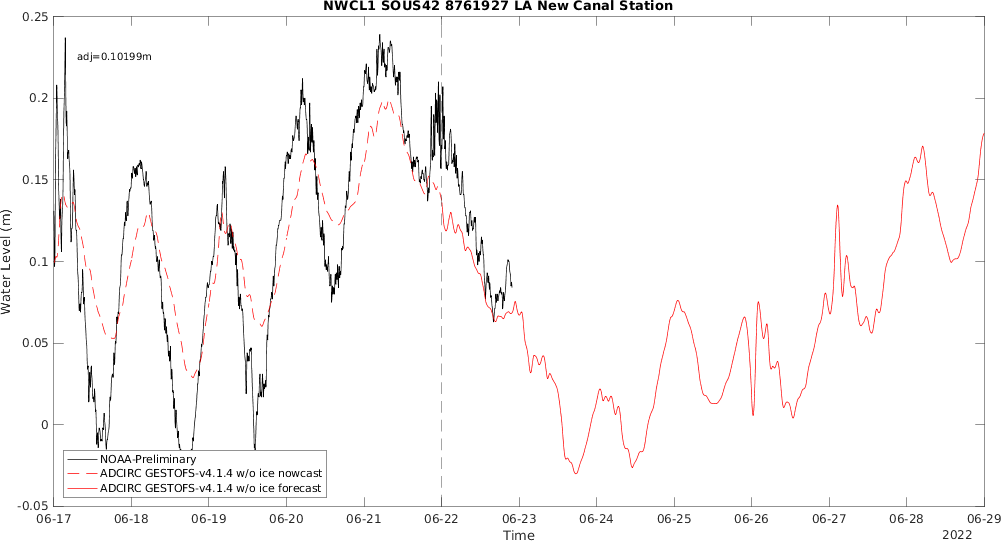 NWCL1 SOUS42 8761927 LA New Canal Station
adj=0.10199m
0.25
0.2
0.15
0.1
0.05
0
-0.05
Water Level (m)
NOAA-Preliminary
ADCIRC GESTOFS-v4.1.4 w/o ice nowcast
ADCIRC GESTOFS-v4.1.4 w/o ice forecast
06-17 06-18 06-19 06-20 06-21 06-22 06-23 06-24 06-25 06-26 06-27 06-28 06-29
Time
2022